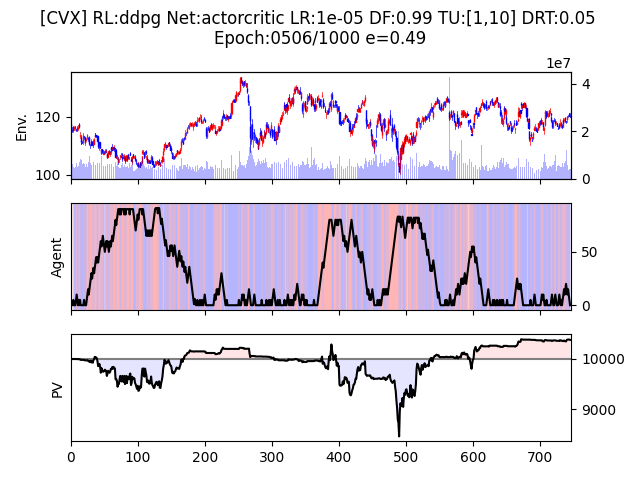 [CVX] RL:ddpg Net:actorcritic LR:1e-05 DF:0.99 TU:[1,10] DRT:0.05
Epoch:0506/1000 e=0.49
1e7
Env.
120
100
4
2
0
Agent
50
0
PV
10000
9000
0 100 200 300 400 500 600 700